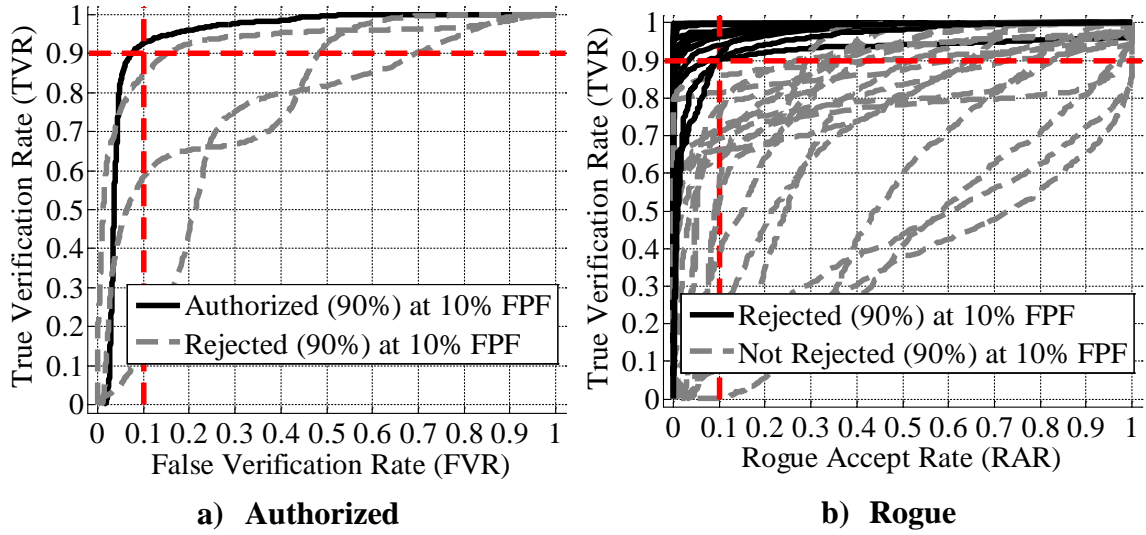 True Verification Rate (TVR)
1
0.9
0.8
0.7
0.6
0.5
0.4
0.3
0.2
0.1
0
Authorized (90%) at 10% FPF
Rejected (90%) at 10% FPF
0 0.1 0.2 0.3 0.4 0.5 0.6 0.7 0.8 0.9 1
False Verification Rate (FVR)
a) Authorized
True Verification Rate (TVR)
1
0.9
0.8
0.7
0.6
0.5
0.4
0.3
0.2
0.1
0
Rejected (90%) at 10% FPF
Not Rejected (90%) at 10% FPF
0 0.1 0.2 0.3 0.4 0.5 0.6 0.7 0.8 0.9 1
Rogue Accept Rate (RAR)
b) Rogue